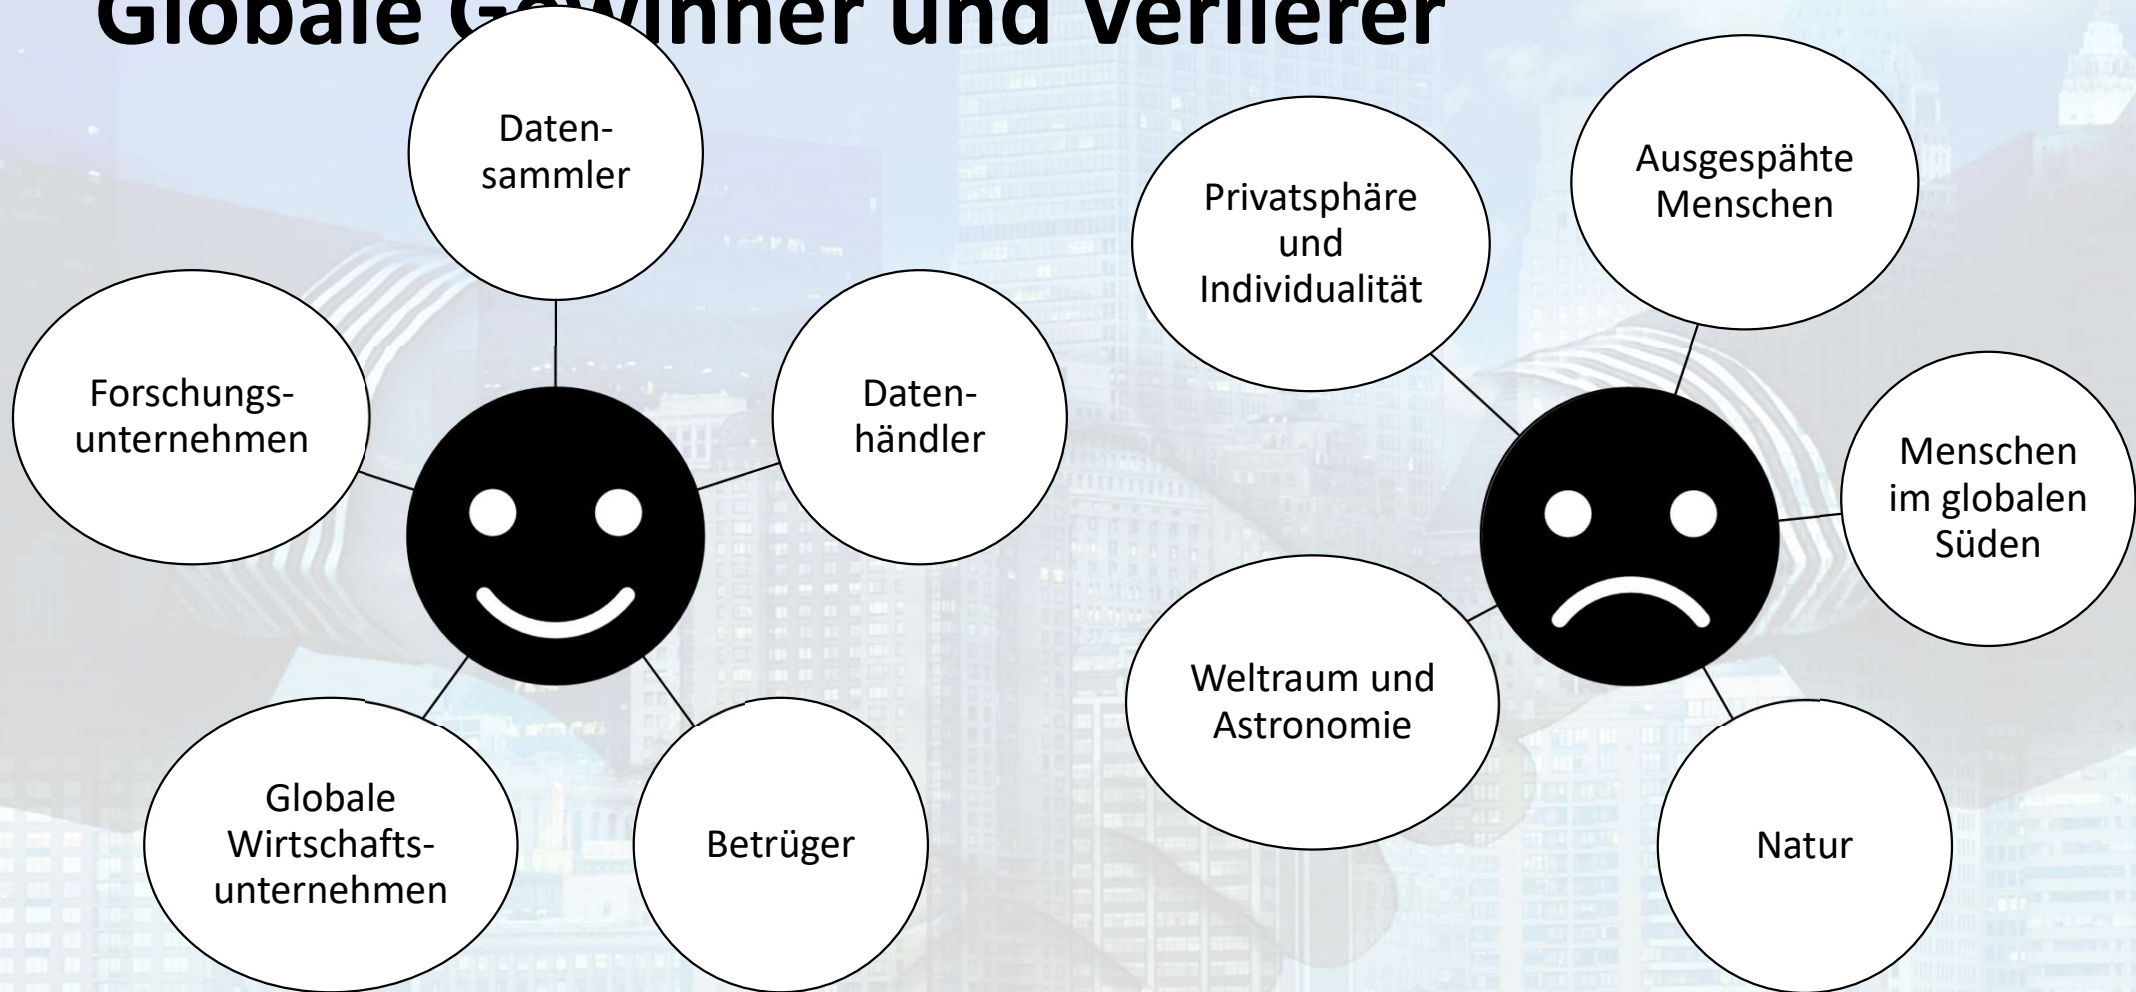 Globale Gewinner und Verlierer
Daten-
sammler
Daten-
händler
Betrüger
Globale
Wirtschafts-
unternehmen
Forschungs-
unternehmen
Ausgespähte
Menschen
Menschen
im globalen
Süden
Natur
Weltraum und
Astronomie
Privatsphäre
und
Individualität